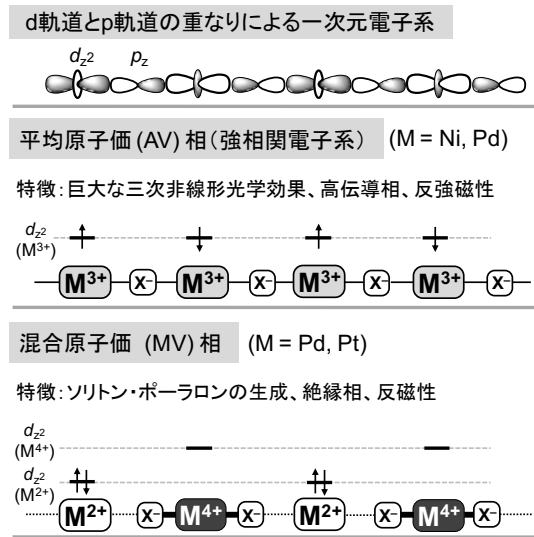 d軌道とp軌道の重なりによる一次元電子系
dz² pz
平均原子価(AV)相(強相関電子系) (M = Ni, Pd)
特徴:巨大な三次非線形光学効果、高伝導相、反強磁性
dz²
(M³⁺)
M³⁺ X⁻ M³⁺ X⁻ M³⁺ X⁻ M³⁺ X⁻
混合原子価 (MV)相 (M = Pd, Pt)
特徴:ソリトン・ポーラロンの生成、絶縁相、反磁性
dz²
(M⁴⁺)
dz²
(M²⁺)
M²⁺ X⁻ M⁴⁺ X⁻ M²⁺ X⁻ M⁴⁺ X⁻